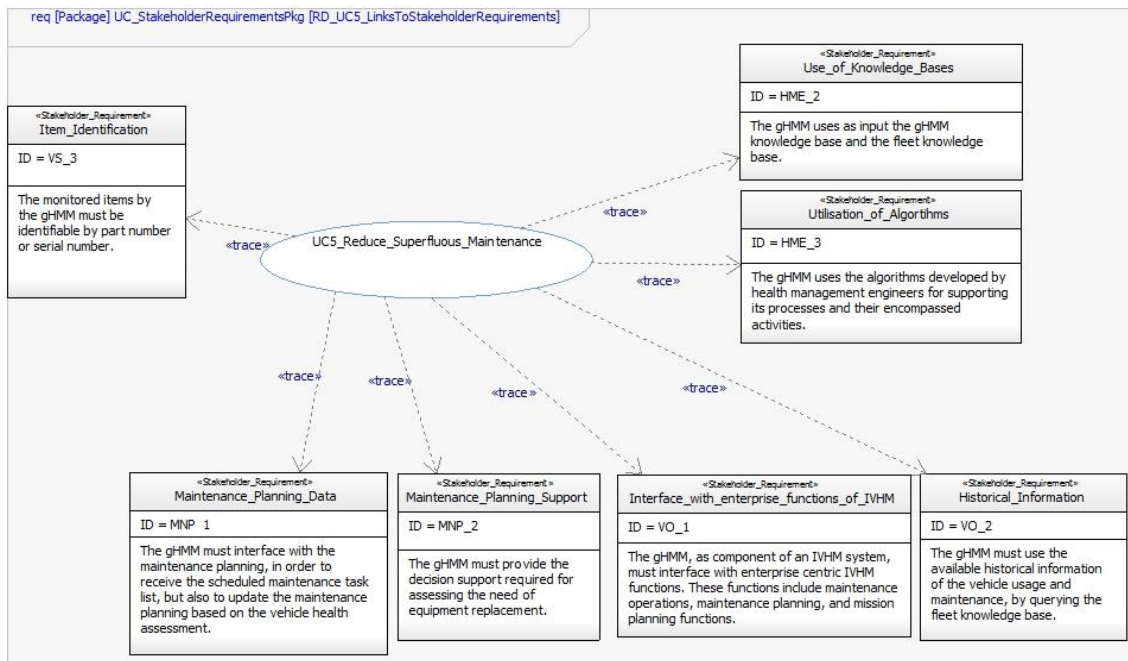 req [Package] UC_StakeholderRequirementsPkg [RD_UC5_LinksToStakeholderRequirements]
«Stakeholder_Requirement»
Use_of_Knowledge_Bases
ID = HME_2
The gHMM uses as input the gHMM
knowledge base and the fleet knowledge
base.
«Stakeholder_Requirement»
Item_Identification
ID = VS_3
The monitored items by
the gHMM must be
identifiable by part number
or serial number.
«Stakeholder_Requirement»
Utilisation_of_Algortihms
ID = HME_3
The gHMM uses the algorithms developed by
health management engineers for supporting
its processes and their encompassed
activities.
UC5_Reduce_Superfluous_Maintenance
«trace»
«trace»
«trace»
«trace»
«trace»
«trace»
«trace»
«Stakeholder_Requirement»
Maintenance_Planning_Data
ID = MNP_1
The gHMM must interface with the
maintenance planning, in order to
receive the scheduled maintenance task
list, but also to update the maintenance
planning based on the vehicle health
assessment.
«Stakeholder_Requirement»
Maintenance_Planning_Support
ID = MNP_2
The gHMM must provide the
decision support required for
assessing the need of
equipment replacement.
«Stakeholder_Requirement»
Interface_with_enterprise_functions_of_IVHM
ID = VO_1
The gHMM, as component of an IVHM system,
must interface with enterprise centric IVHM
functions. These functions include maintenance
operations, maintenance planning, and mission
planning functions.
«Stakeholder_Requirement»
Historical_Information
ID = VO_2
The gHMM must use the
available historical information
of the vehicle usage and
maintenance, by querying the
fleet knowledge base.